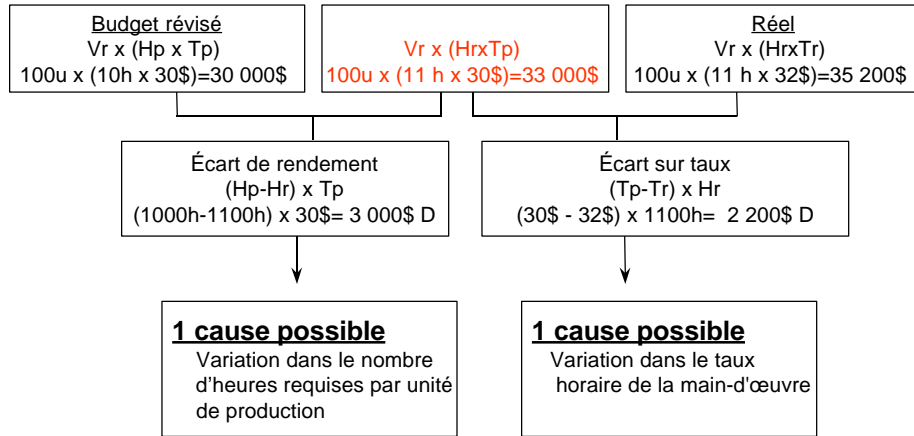 Budget révisé
Vr x (Hp x Tp)
100u x (10h x 30$)=30 000$
Vr x (HrxTp)
100u x (11 h x 30$)=33 000$
Réel
Vr x (HrxTr)
100u x (11 h x 32$)=35 200$
Écart de rendement
(Hp-Hr) x Tp
(1000h-1100h) x 30$= 3 000$ D
Écart sur taux
(Tp-Tr) x Hr
(30$ - 32$) x 1100h= 2 200$ D
1 cause possible
Variation dans le nombre
d’heures requises par unité
de production
1 cause possible
Variation dans le taux
horaire de la main-d'œuvre